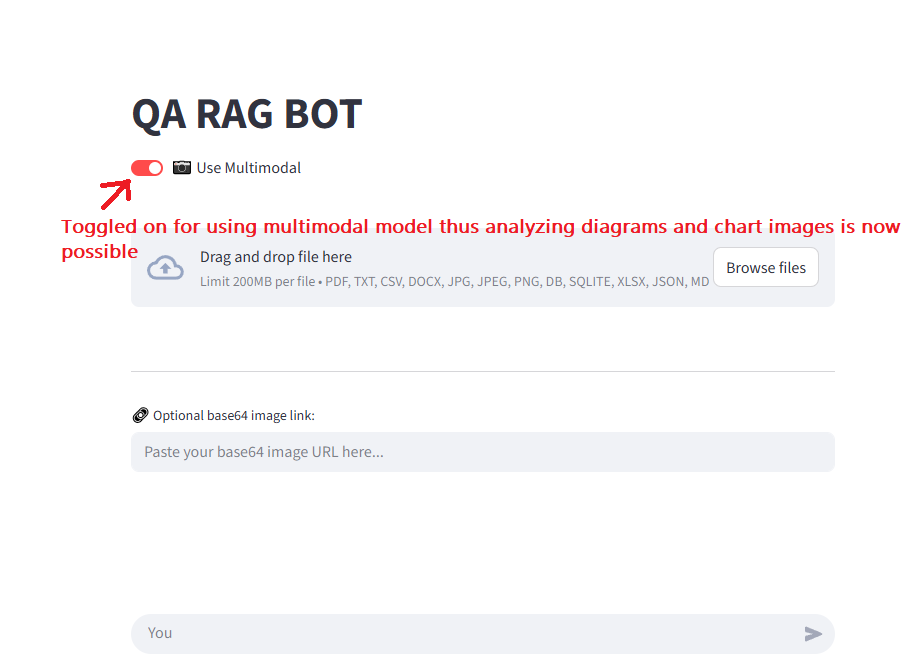 QA RAG BOT
Use Multimodal
Toggled on for using multimodal model thus analyzing diagrams and chart images is now
possible
Drag and drop file here
Limit 200MB per file • PDF, TXT, CSV, DOCX, JPG, JPEG, PNG, DB, SQLITE, XLSX, JSON, MD
Browse files
Optional base64 image link:
Paste your base64 image URL here...
You